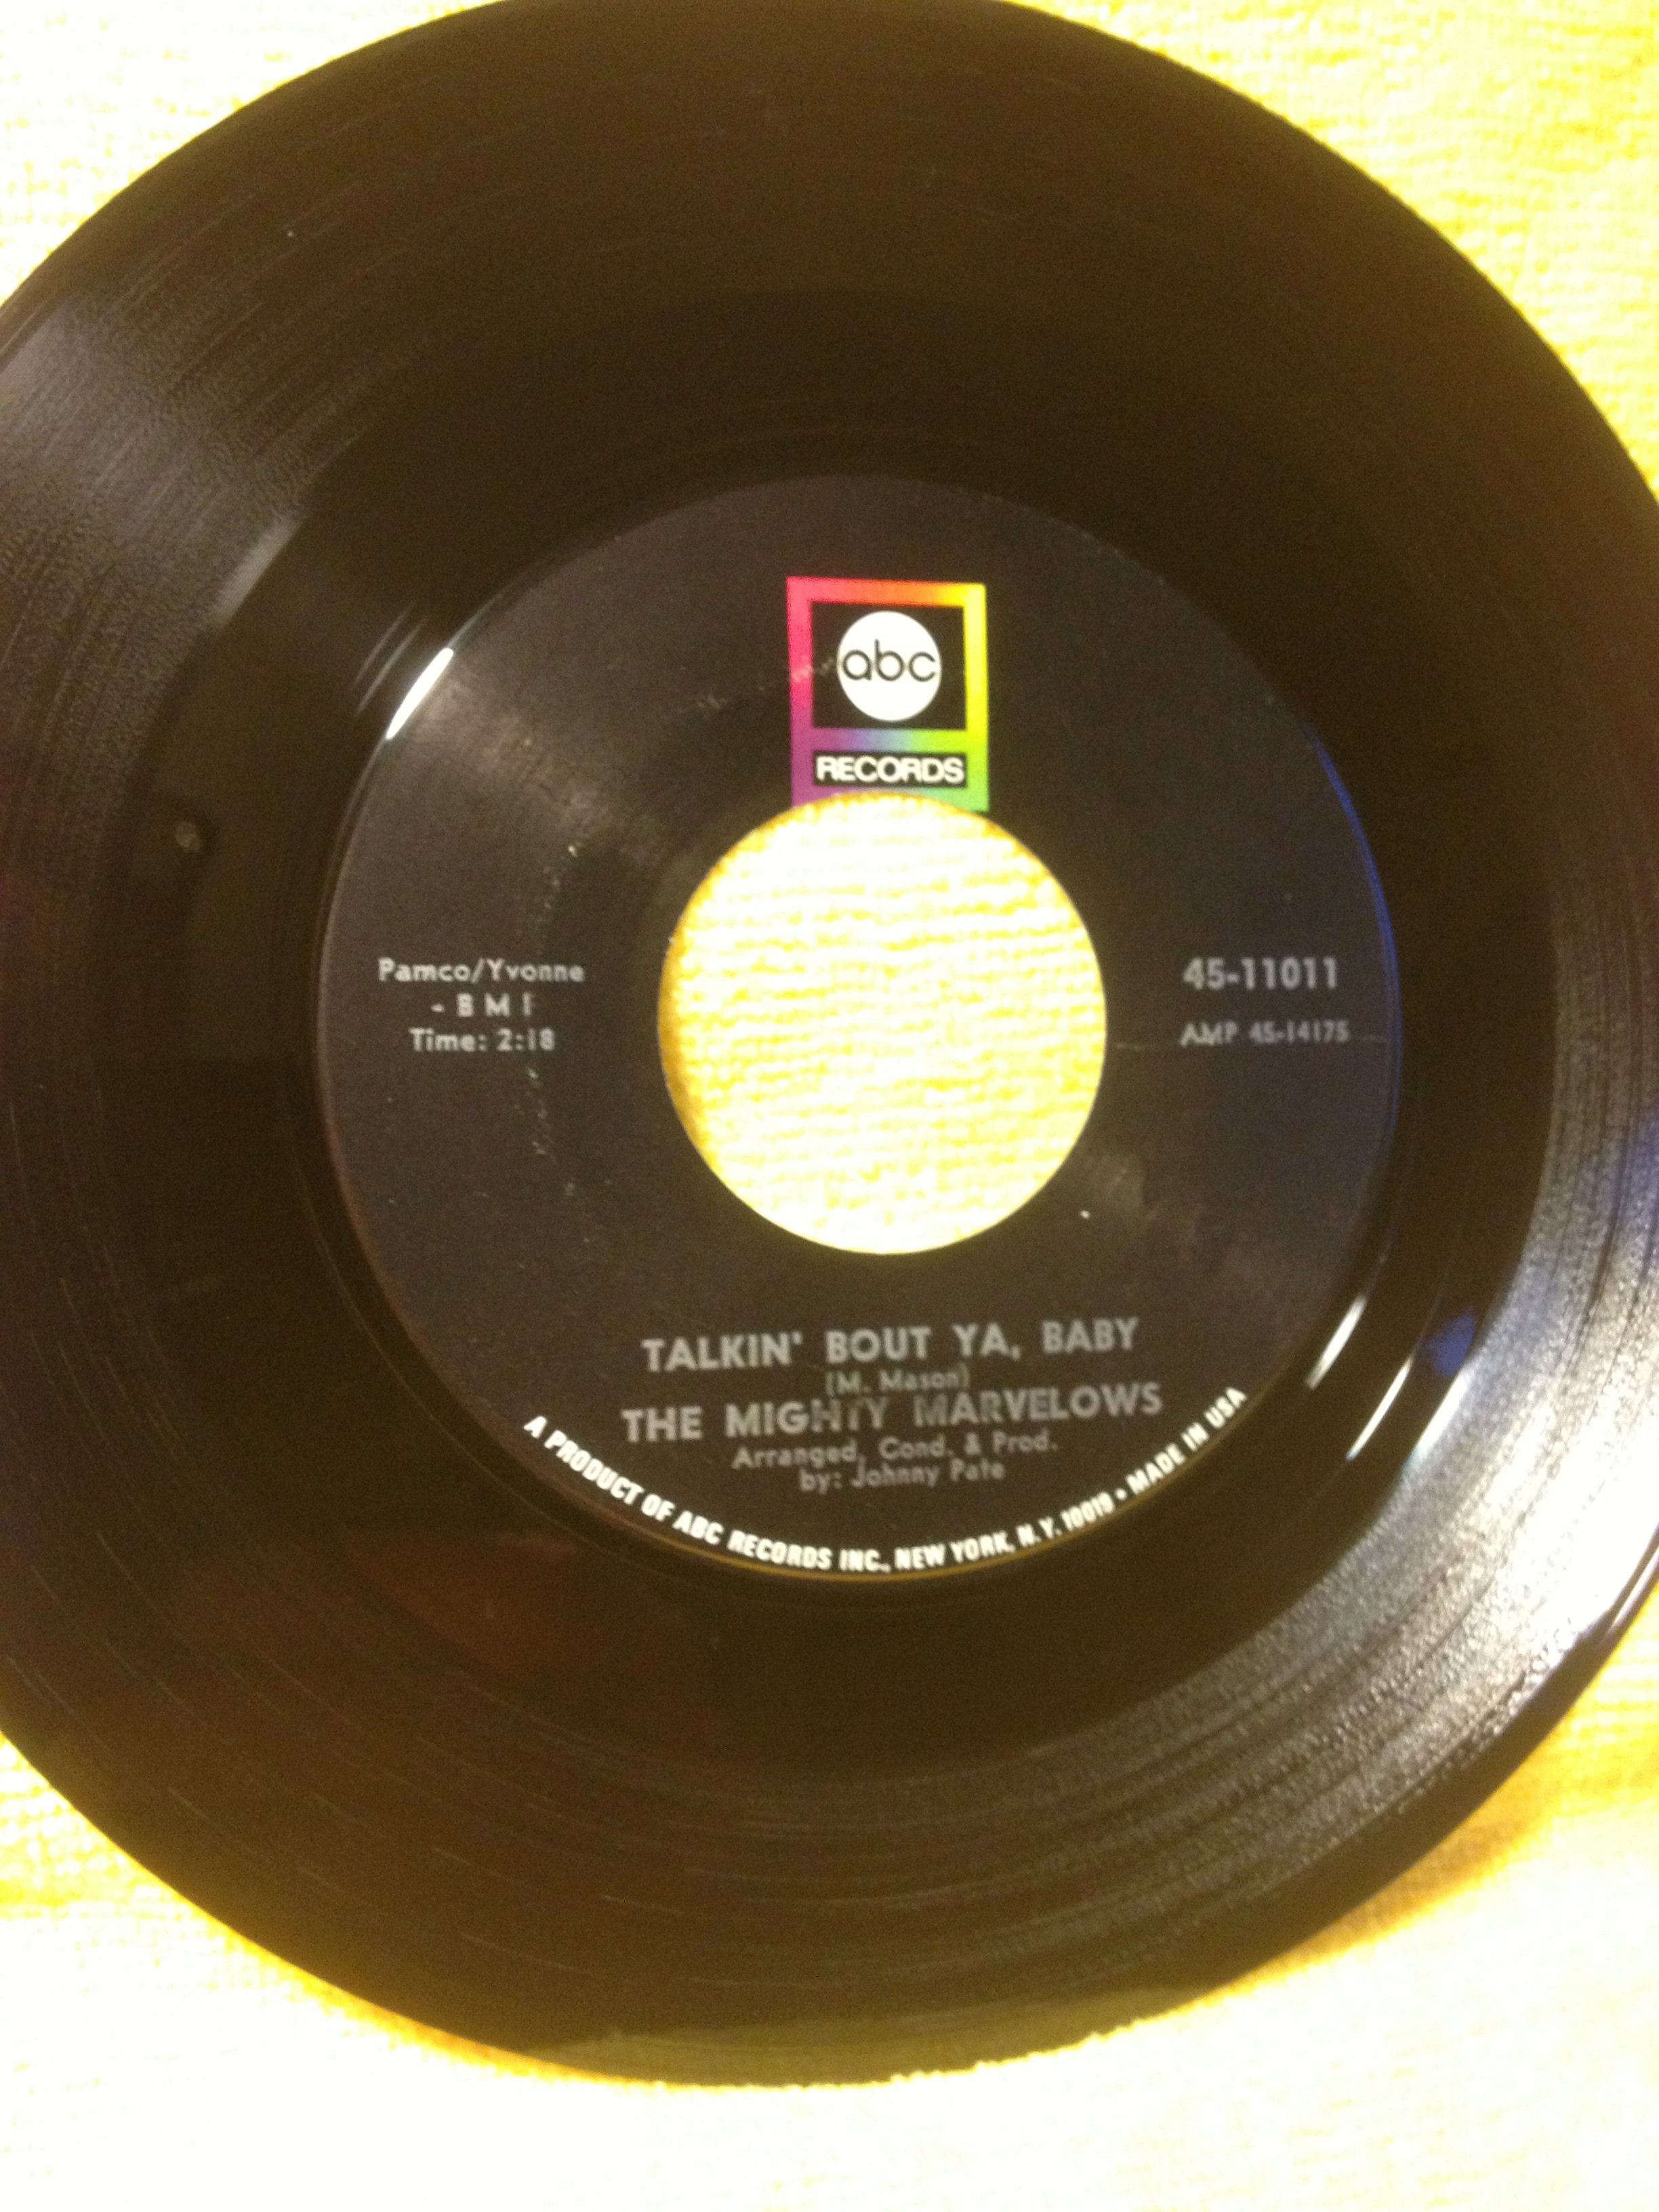 abc
RECORDS
Pamco/Yvonne
- B M I
Time: 2:18
45-11011
AMP 45-14175
TALKIN' BOUT YA, BABY
(M. Mason)
THE MIGHTY MARVELOWS
Arranged, Cond. & Prod.
by: Johnny Pate
A PRODUCT OF ABC RECORDS INC., NEW YORK, N.Y. 10019 • MADE IN USA